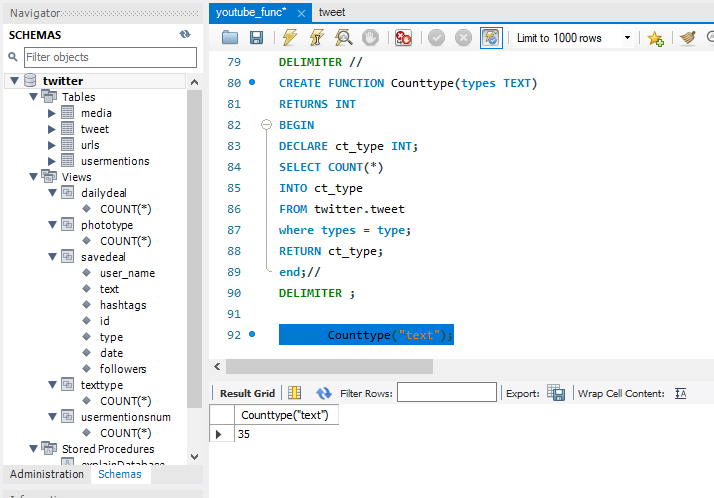 Navigator
SCHEMAS
Filter objects
twitter
Tables
media
tweet
urls
usermentions
Views
dailydeal
COUNT(*)
phototype
COUNT(*)
savedeal
user_name
text
hashtags
id
type
date
followers
texttype
COUNT(*)
usermentionsnum
COUNT(*)
Stored Procedures
explainDatabase
Administration Schemas
youtube_func* tweet
Limit to 1000 rows
79 DELIMITER //
80 CREATE FUNCTION Counttype(types TEXT)
81 RETURNS INT
82 BEGIN
83 DECLARE ct_type INT;
84 SELECT COUNT(*)
85 INTO ct_type
86 FROM twitter.tweet
87 where types = type;
88 RETURN ct_type;
89 end;//
90 DELIMITER ;
91
92 Counttype("text");
Result Grid Filter Rows: Export: Wrap Cell Content:
Counttype("text")
35